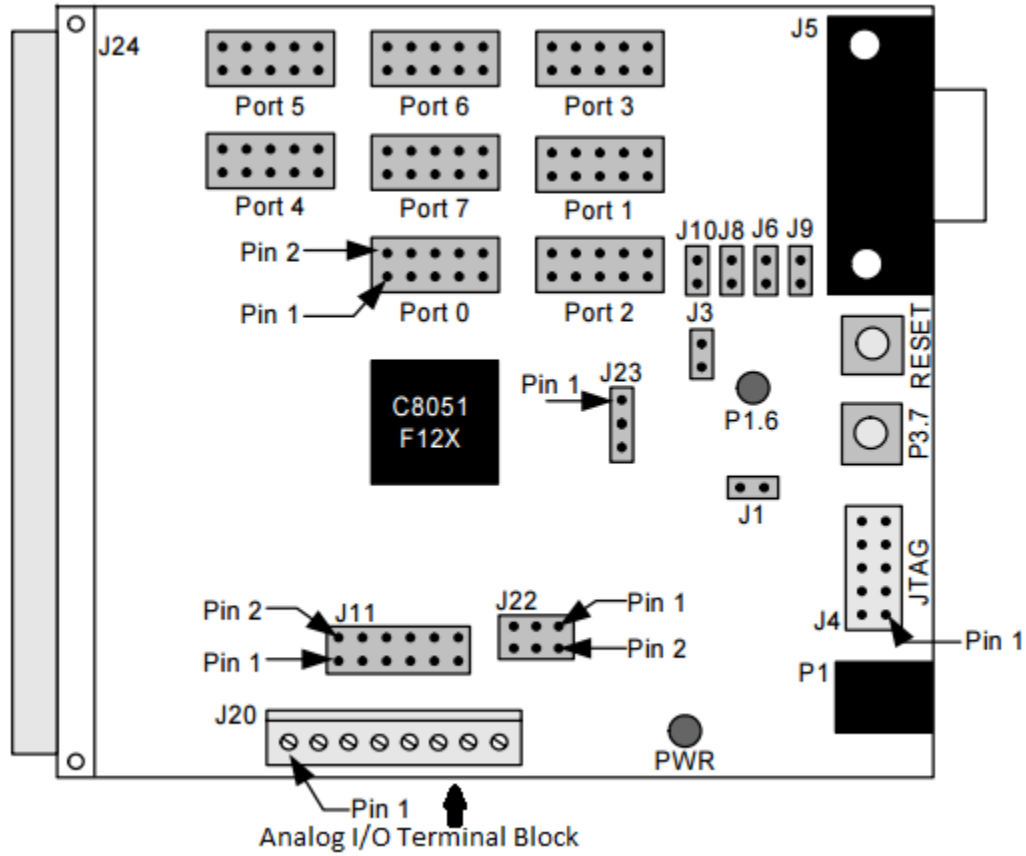 J24
J5
Port 5
Port 6
Port 3
Port 4
Port 7
Port 1
J10 J8 J6 J9
Pin 2
Pin 1
Port 0
Port 2
J3
RESET
Pin 1
J23
C8051
F12X
P1.6
P3.7
J1
JTAG
J4
Pin 1
Pin 2
J11
Pin 1
J22
Pin 1
Pin 2
P1
J20
PWR
Pin 1
Analog I/O Terminal Block